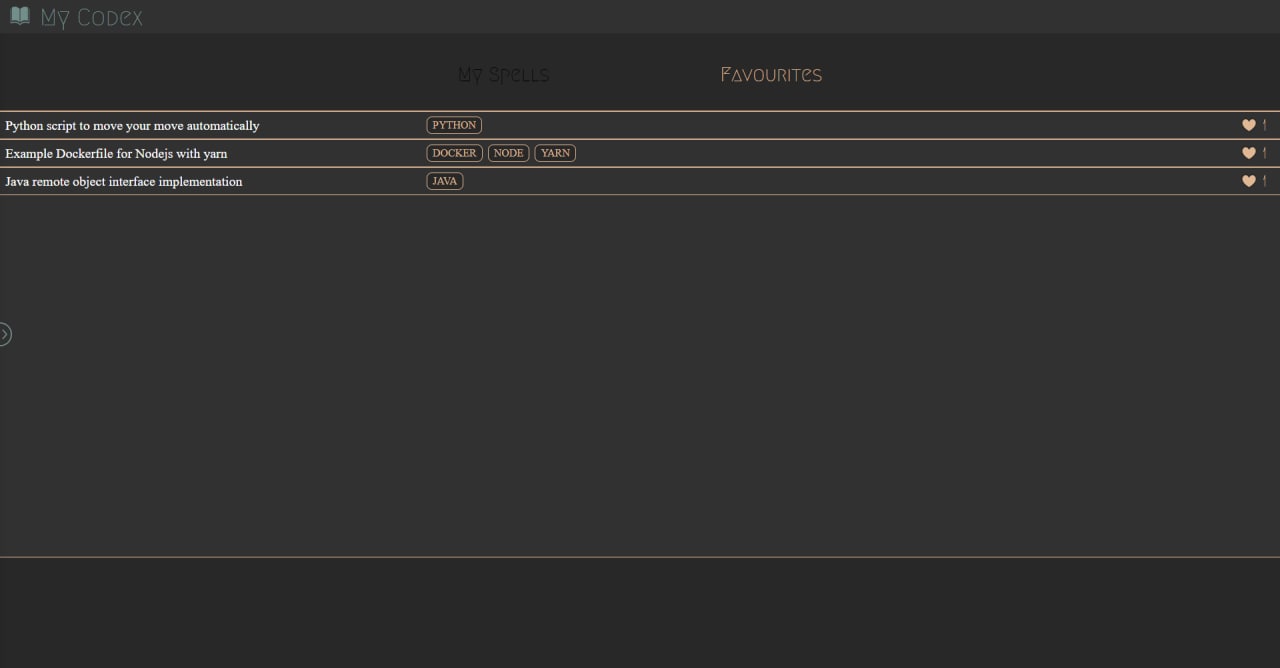 My Codex
My Spells
Favourites
Python script to move your move automatically PYTHON
Example Dockerfile for Nodejs with yarn DOCKER NODE YARN
Java remote object interface implementation JAVA